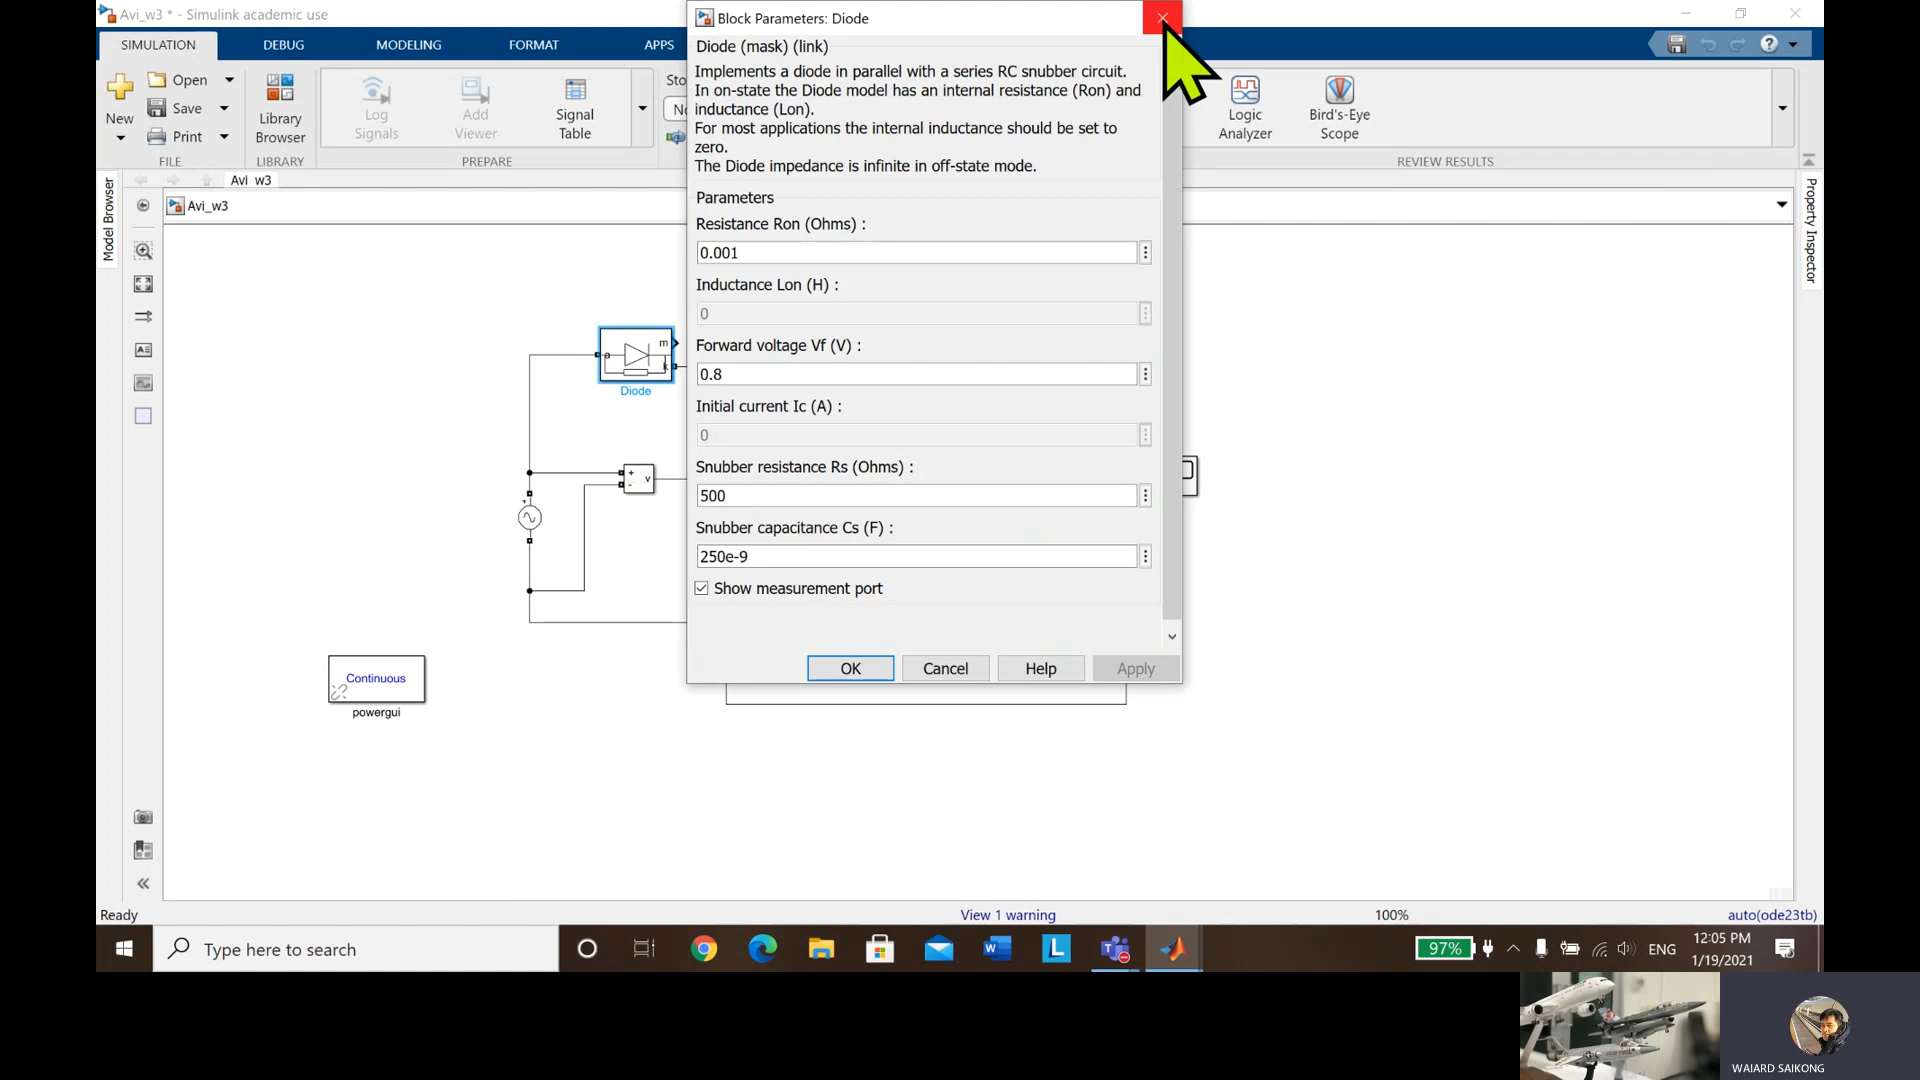 Avi_w3 * - Simulink academic use
Block Parameters: Diode
SIMULATION
DEBUG
MODELING
FORMAT
APPS
New
Open
Save
Print
FILE
Library
Browser
LIBRARY
Log
Signals
Add
Viewer
Signal
Table
PREPARE
Logic
Analyzer
Bird's-Eye
Scope
REVIEW RESULTS
Diode (mask) (link)
Implements a diode in parallel with a series RC snubber circuit.
In on-state the Diode model has an internal resistance (Ron) and
inductance (Lon).
For most applications the internal inductance should be set to
zero.
The Diode impedance is infinite in off-state mode.
Parameters
Resistance Ron (Ohms) :
0.001
Inductance Lon (H) :
0
Forward voltage Vf (V) :
0.8
Initial current Ic (A) :
0
Snubber resistance Rs (Ohms) :
500
Snubber capacitance Cs (F) :
250e-9
Show measurement port
OK
Cancel
Help
Apply
Model Browser
Avi_w3
Avi_w3
Property Inspector
a
m
k
Diode
+
-
v
Continuous
powergui
Ready
View 1 warning
100%
auto(ode23tb)
Type here to search
97%
ENG
12:05 PM
1/19/2021
WAIARD SAIKONG